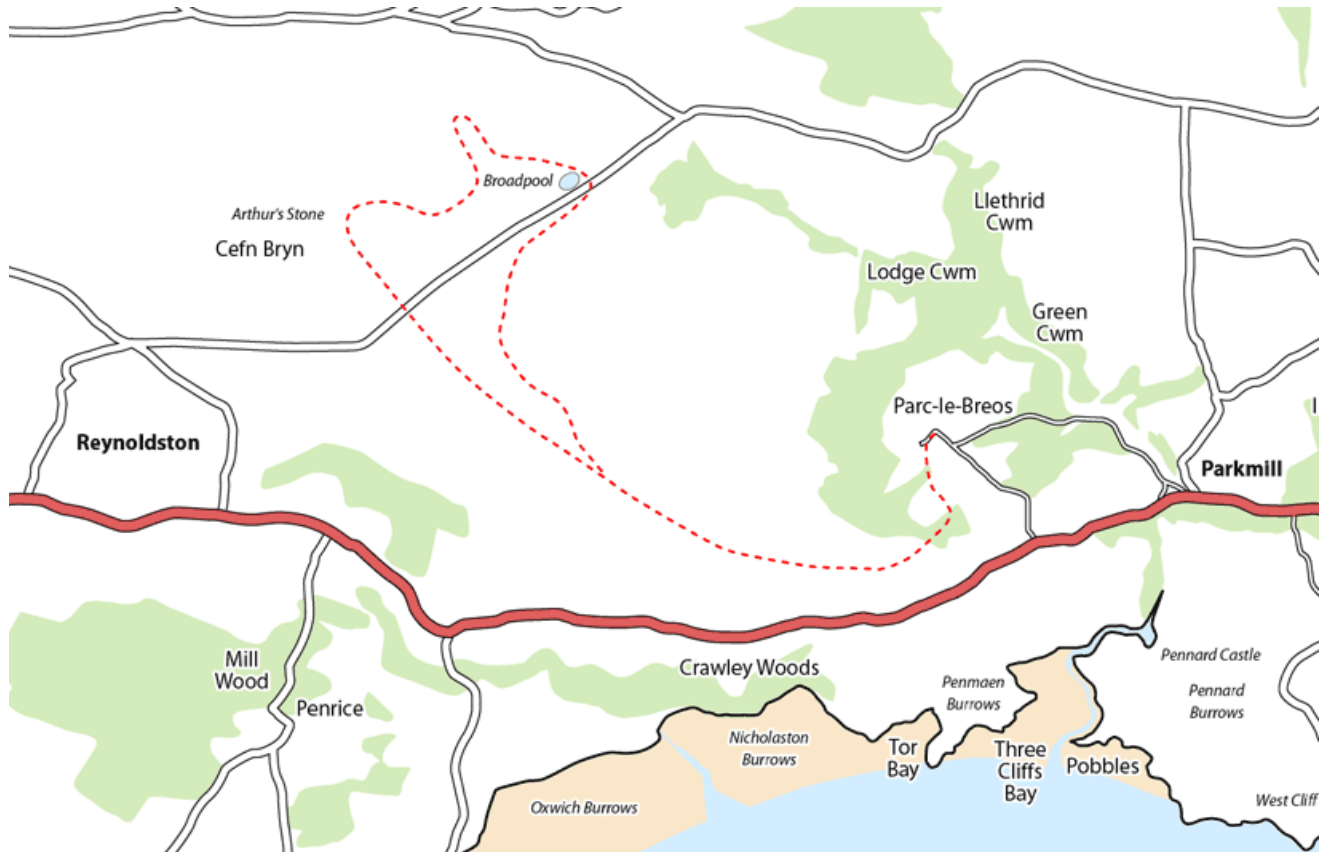 Broadpool
Arthur's Stone
Cefn Bryn
Llethrid
Cwm
Lodge Cwm
Green
Cwm
Parc-le-Breos
Reynoldston
Parkmill
Mill
Wood
Penrice
Crawley Woods
Pennard Castle
Penmaen
Burrows
Pennard
Burrows
Nicholaston
Burrows
Tor
Bay
Three
Cliffs
Bay
Pobbles
Oxwich Burrows
West Cliff